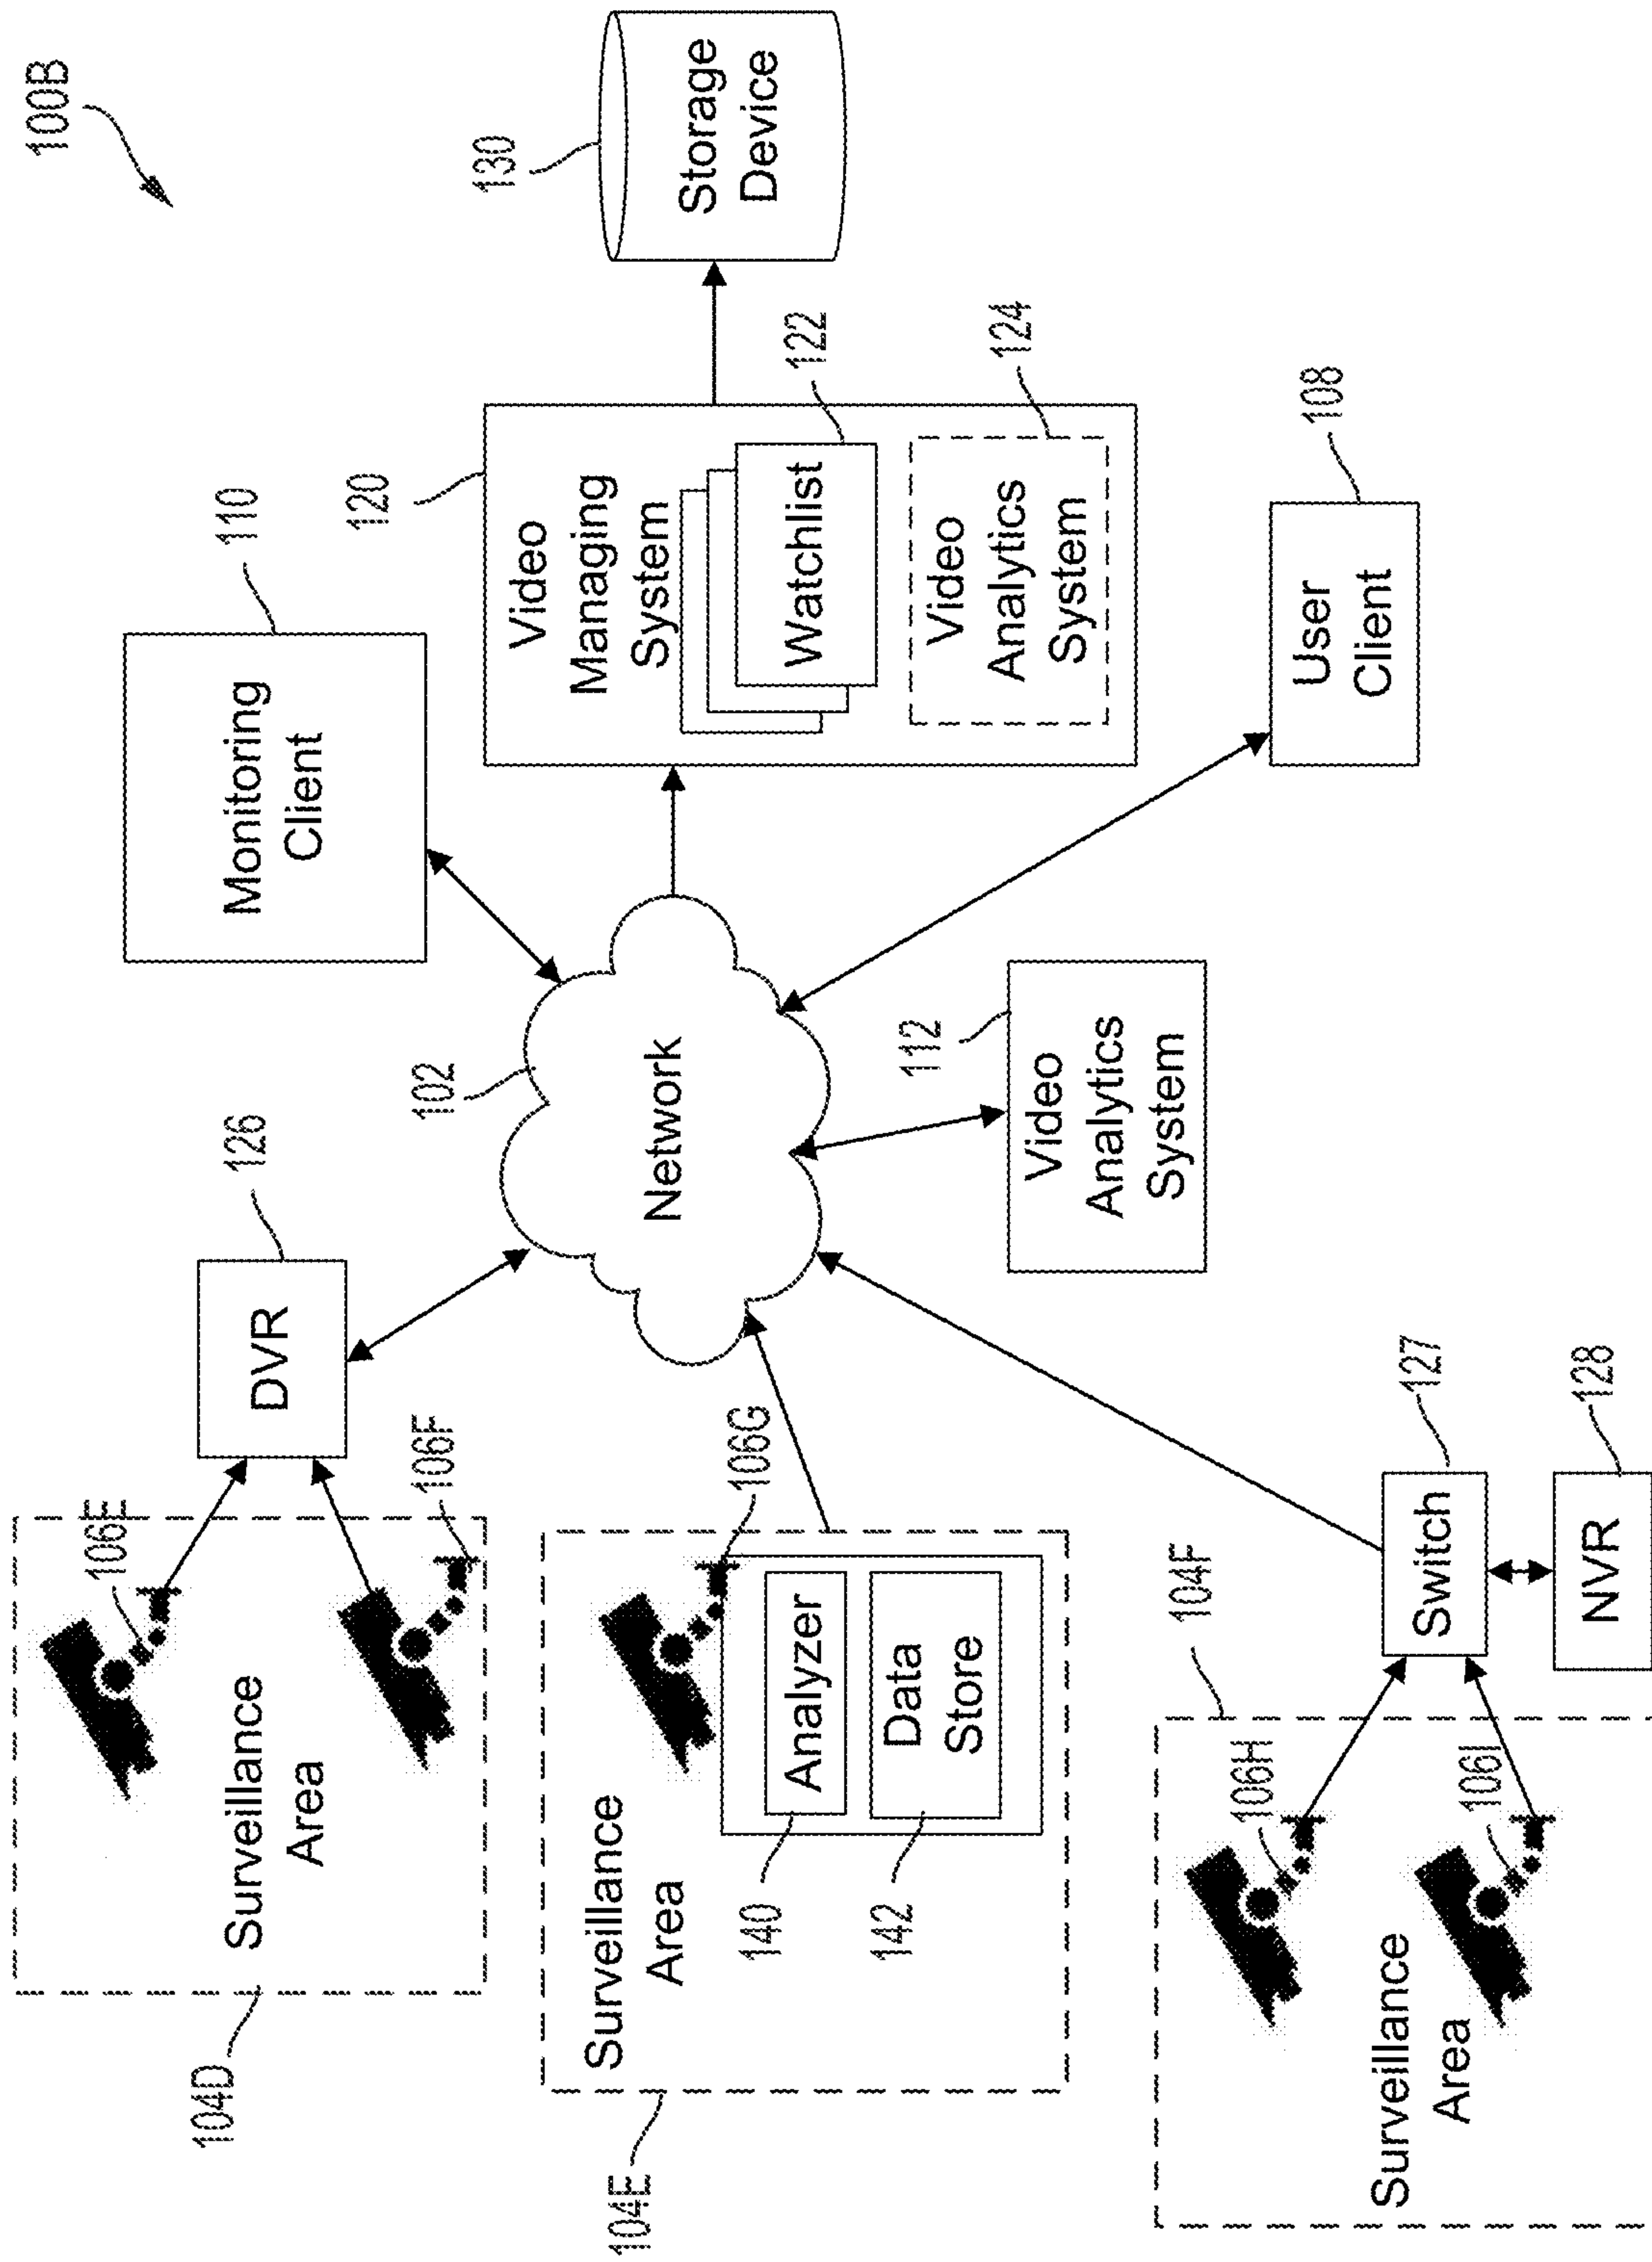 100B
104D
Surveillance
Area
106E
106F
DVR
126
Monitoring
Client
110
104E
Surveillance
Area
106G
140
Analyzer
142
Data
Store
102
Network
120
Video
Managing
System
Watchlist
122
Video
Analytics
System
124
130
Storage
Device
112
Video
Analytics
System
User
Client
108
104F
Surveillance
Area
106H
106I
Switch
127
NVR
128